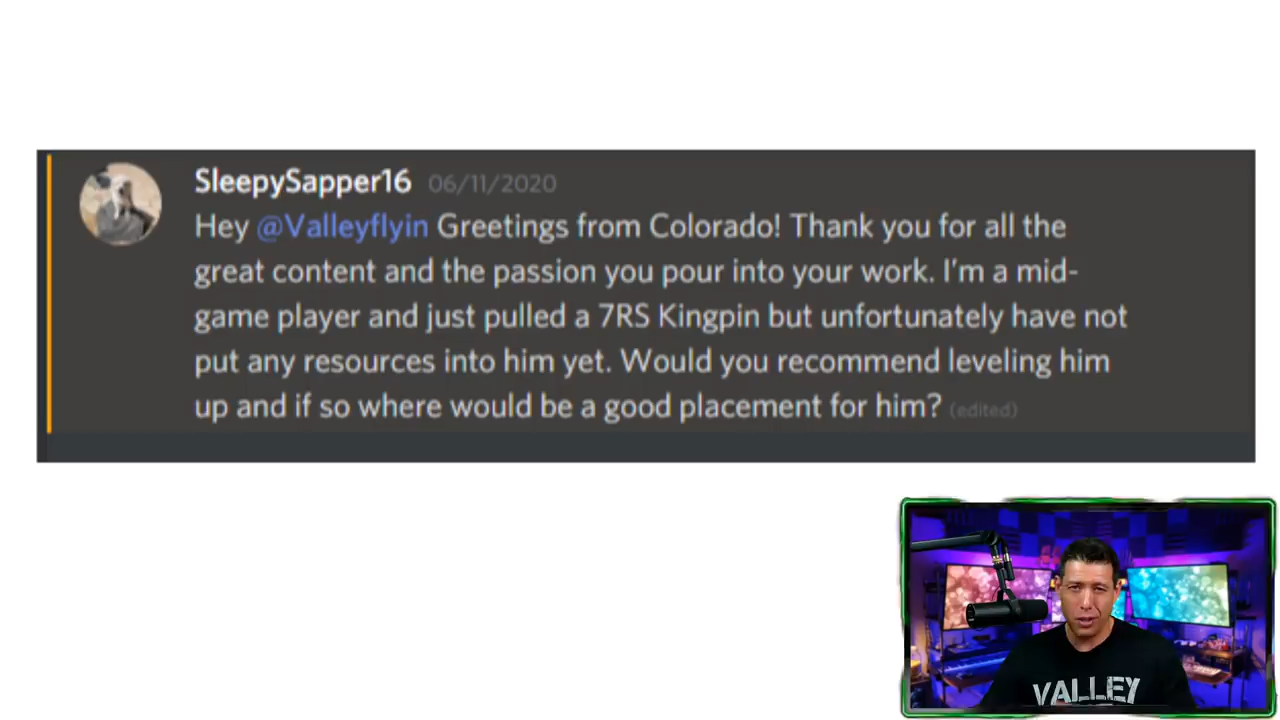 SleepySapper16 06/11/2020
Hey @Valleyflyin Greetings from Colorado! Thank you for all the
great content and the passion you pour into your work. I'm a mid-
game player and just pulled a 7RS Kingpin but unfortunately have not
put any resources into him yet. Would you recommend leveling him
up and if so where would be a good placement for him? (edited)
VALLEY